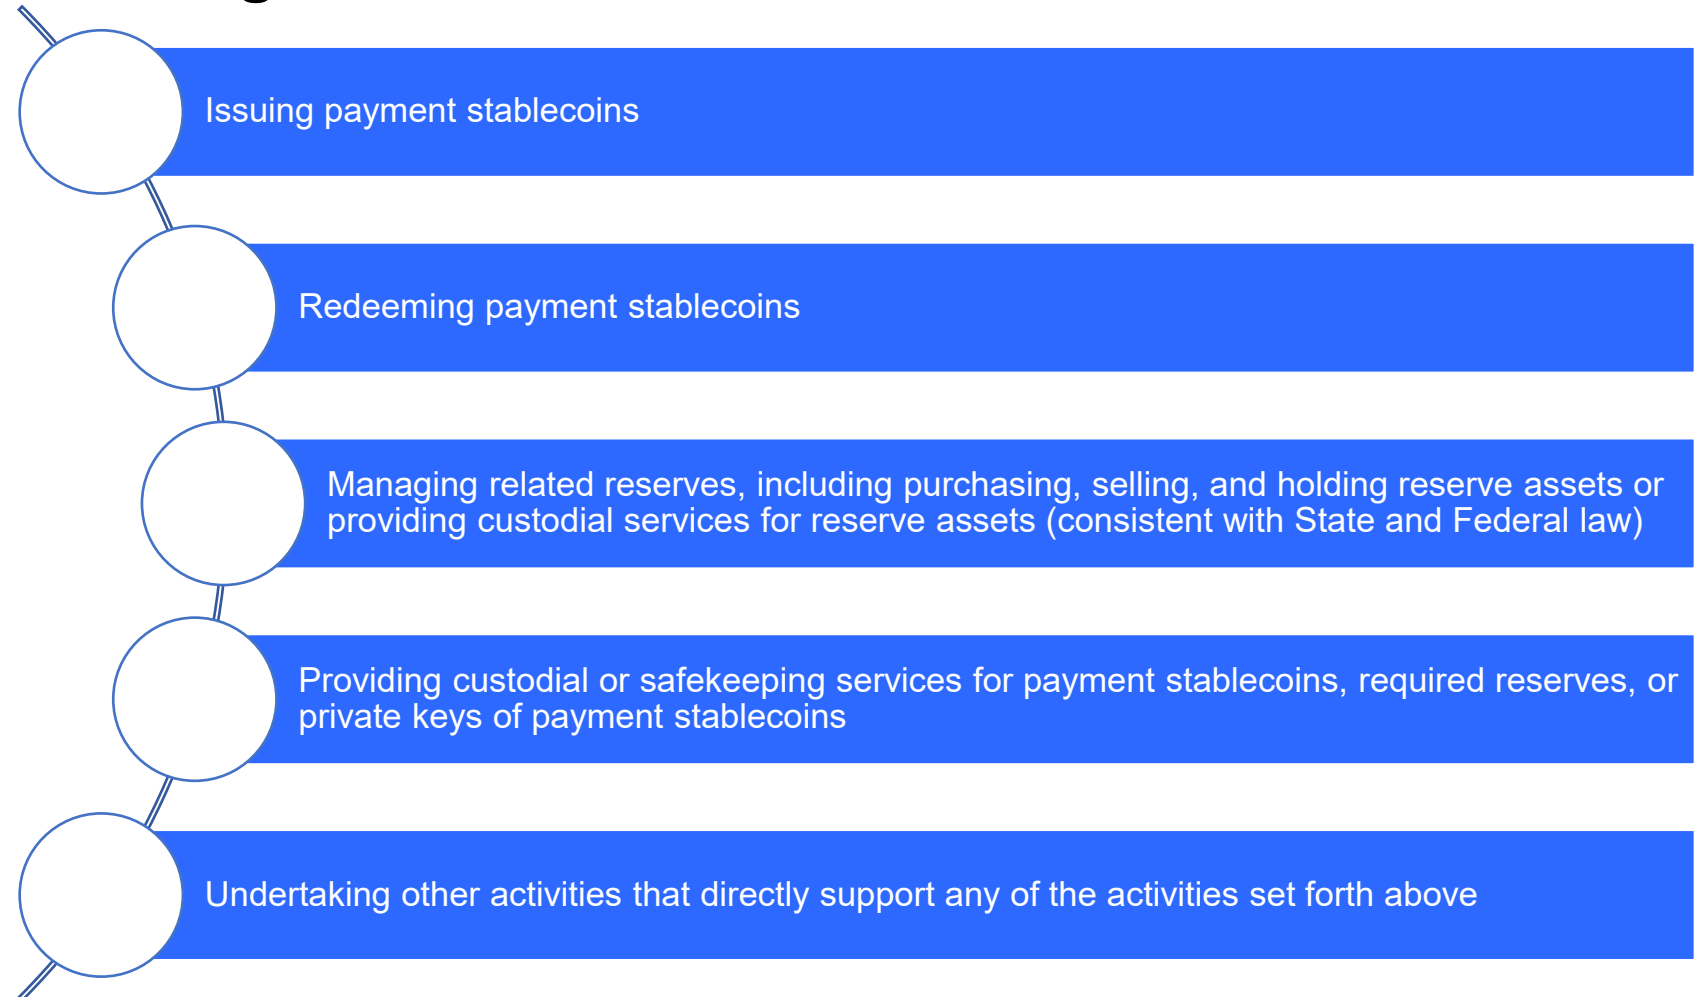 Issuing payment stablecoins
Redeeming payment stablecoins
Managing related reserves, including purchasing, selling, and holding reserve assets or
providing custodial services for reserve assets (consistent with State and Federal law)
Providing custodial or safekeeping services for payment stablecoins, required reserves, or
private keys of payment stablecoins
Undertaking other activities that directly support any of the activities set forth above